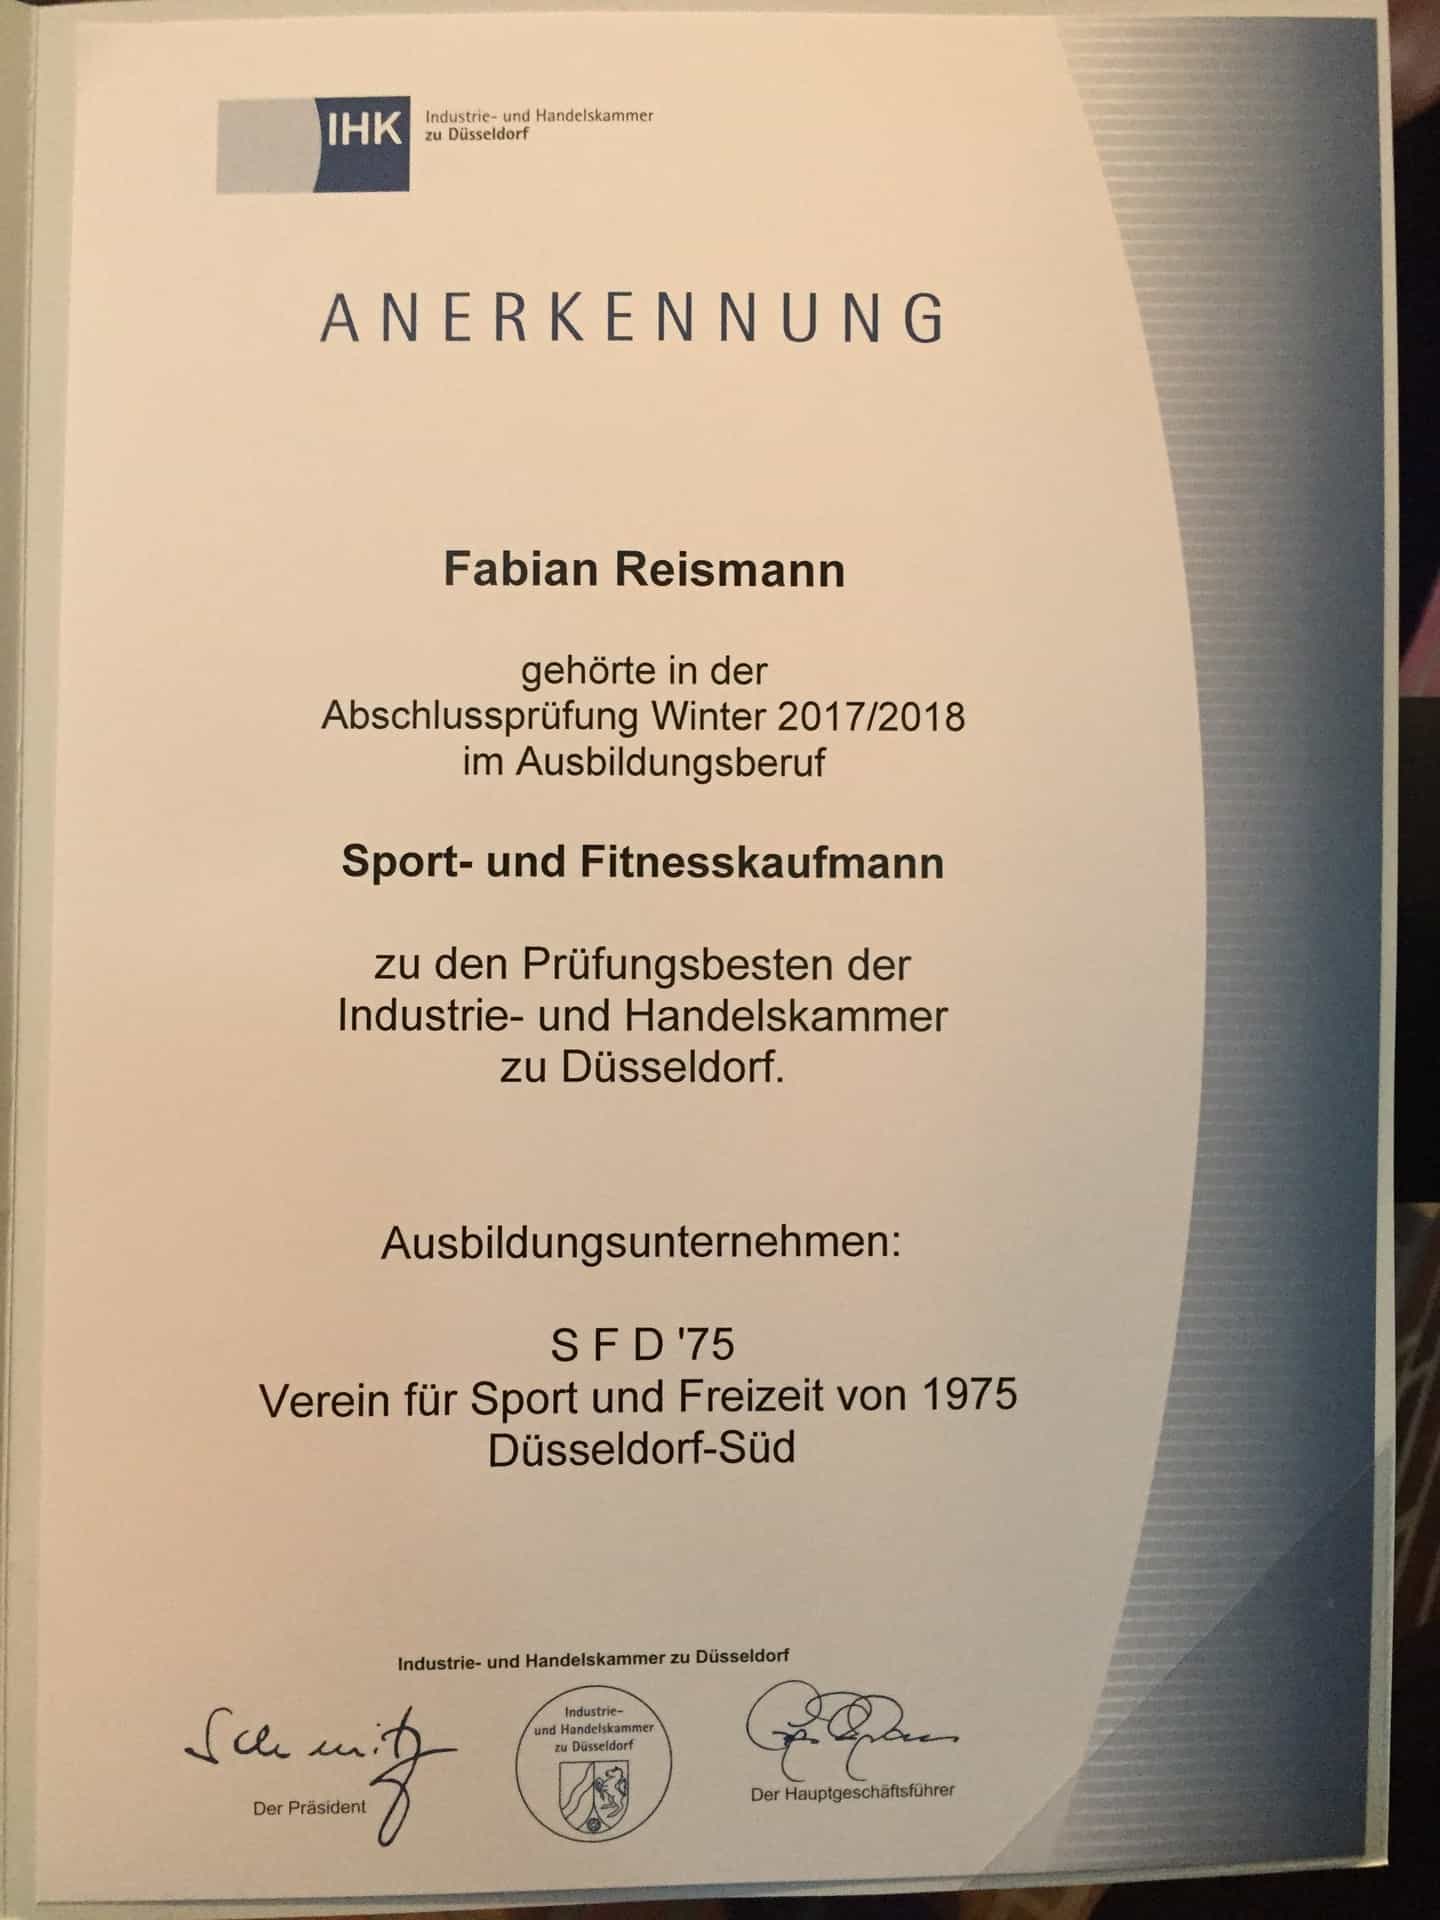 IHK
Industrie- und Handelskammer
zu Düsseldorf
ANERKENNUNG
Fabian Reismann
gehörte in der
Abschlussprüfung Winter 2017/2018
im Ausbildungsberuf
Sport- und Fitnesskaufmann
zu den Prüfungsbesten der
Industrie- und Handelskammer
zu Düsseldorf.
Ausbildungsunternehmen:
S F D '75
Verein für Sport und Freizeit von 1975
Düsseldorf-Süd
Industrie- und Handelskammer zu Düsseldorf
Schmitz
Der Präsident
Industrie-
und Handelskammer
zu Düsseldorf
Der Hauptgeschäftsführer